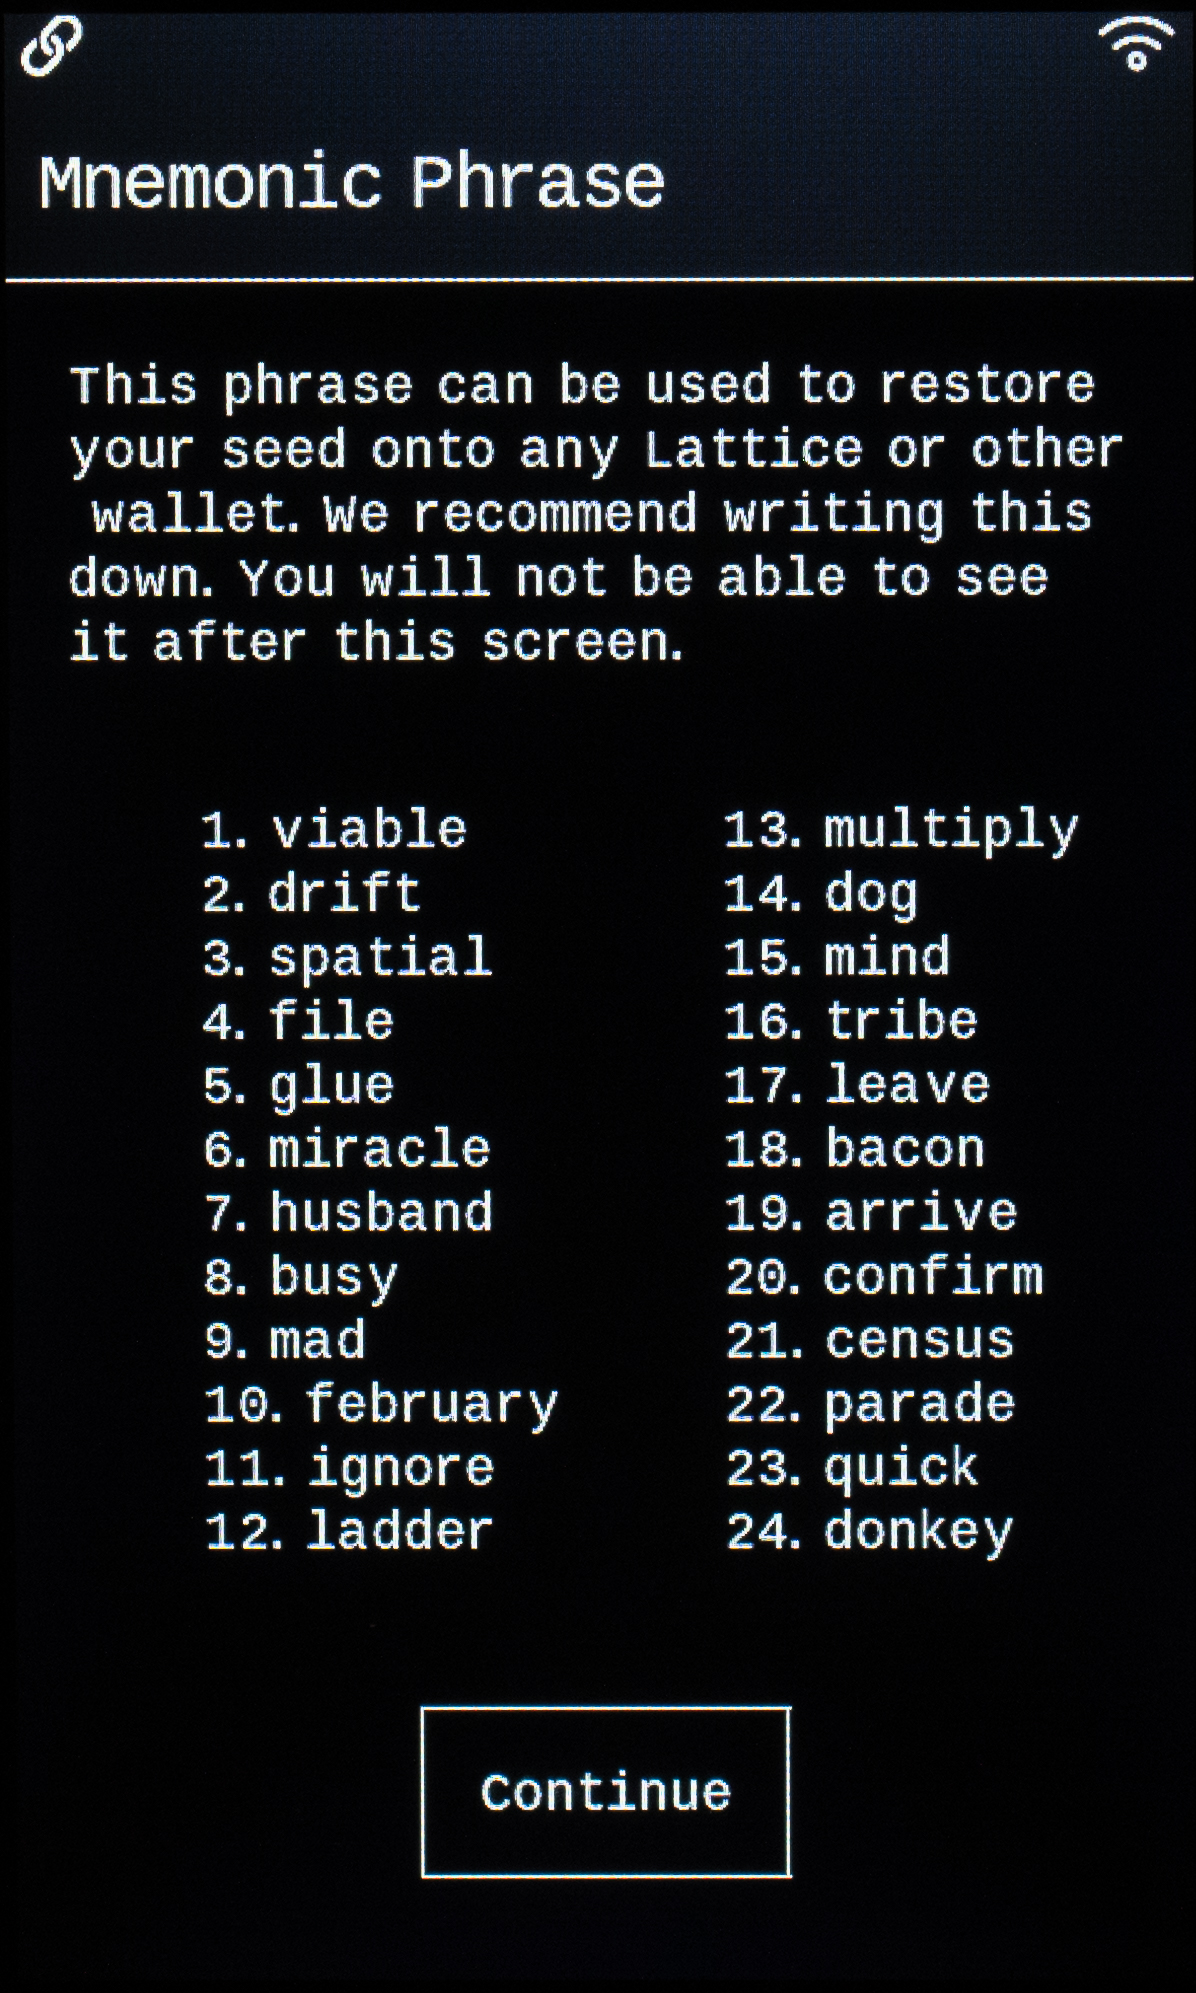 Mnemonic Phrase
This phrase can be used to restore
your seed onto any Lattice or other
wallet. We recommend writing this
down. You will not be able to see
it after this screen.
1. viable
2. drift
3. spatial
4. file
5. glue
6. miracle
7. husband
8. busy
9. mad
10. february
11. ignore
12. ladder
13. multiply
14. dog
15. mind
16. tribe
17. leave
18. bacon
19. arrive
20. confirm
21. census
22. parade
23. quick
24. donkey
Continue